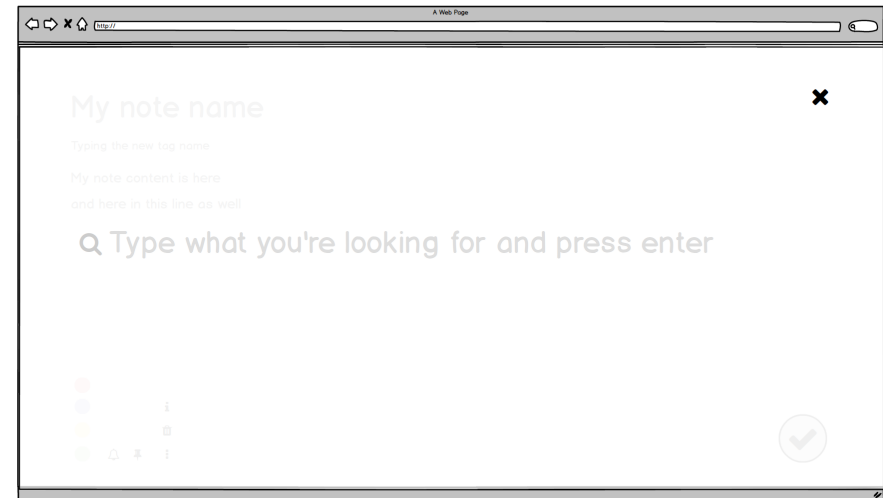 A Web Page
http://
My note name
Typing the new tag name
My note content is here
and here in this line as well
Type what you're looking for and press enter